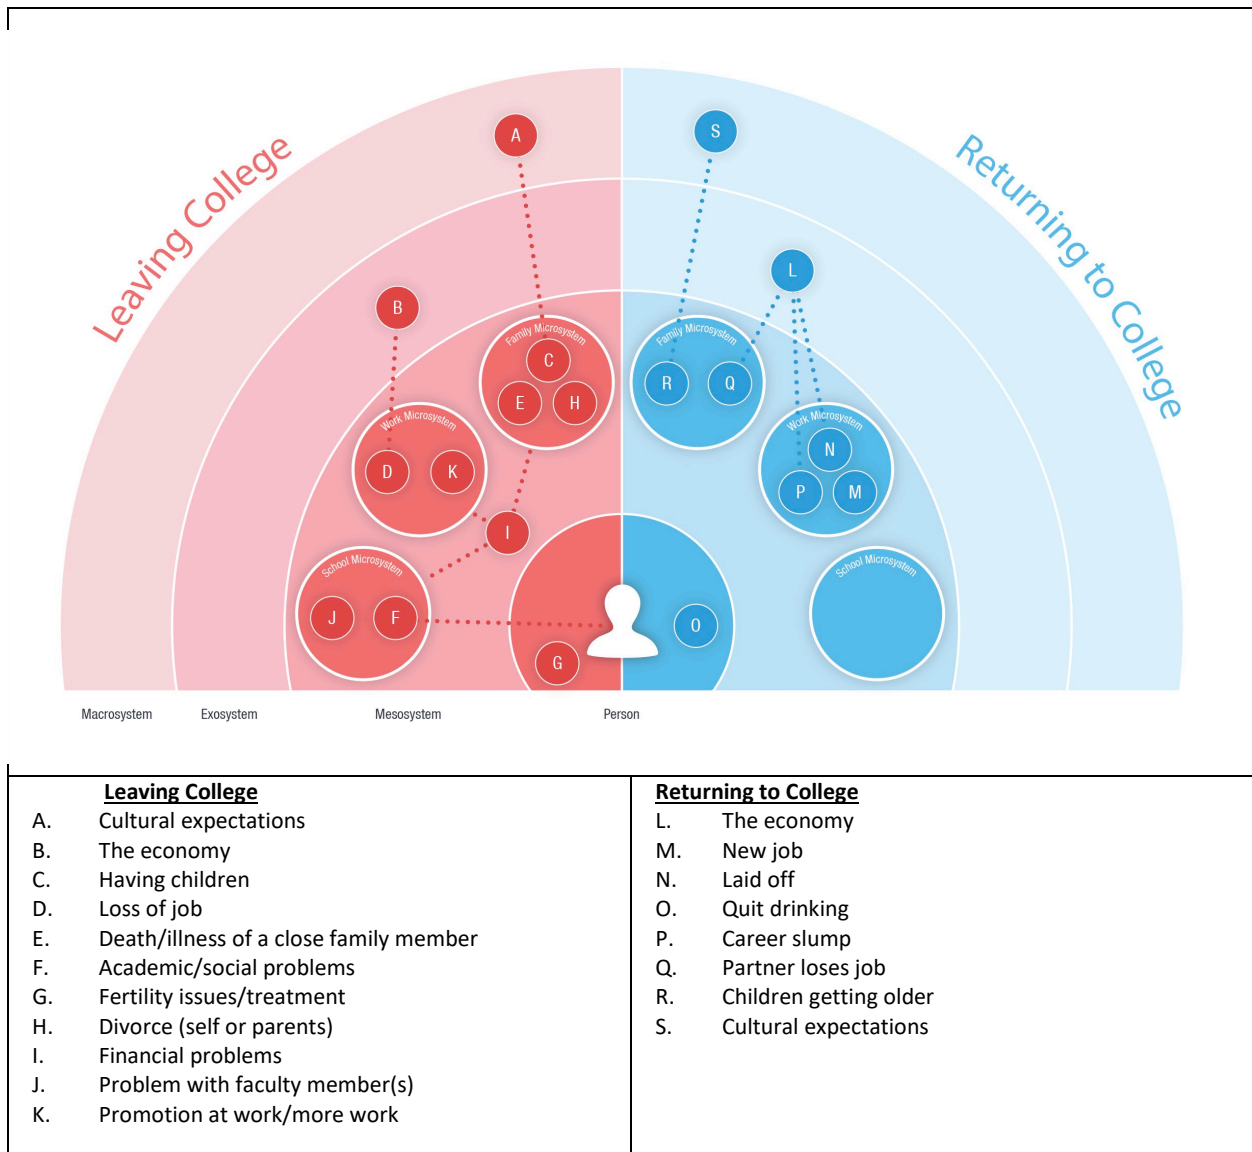 Leaving College
Returning to College
A
S
L
B
Family Microsystem
C
E
H
Family Microsystem
R
Q
Work Microsystem
D
K
Work Microsystem
N
P
M
I
School Microsystem
J
F
School Microsystem
G
O
Macrosystem
Exosystem
Mesosystem
Person
Leaving College
A. Cultural expectations
B. The economy
C. Having children
D. Loss of job
E. Death/illness of a close family member
F. Academic/social problems
G. Fertility issues/treatment
H. Divorce (self or parents)
I. Financial problems
J. Problem with faculty member(s)
K. Promotion at work/more work
Returning to College
L. The economy
M. New job
N. Laid off
O. Quit drinking
P. Career slump
Q. Partner loses job
R. Children getting older
S. Cultural expectations